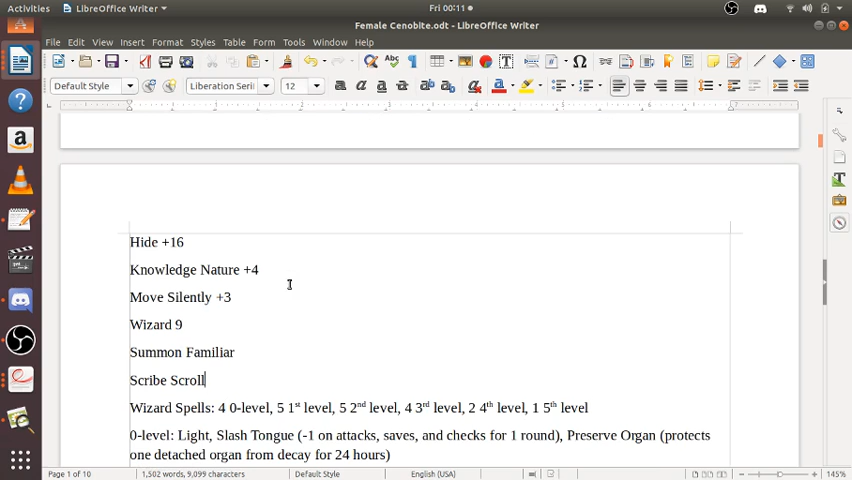 Activities
LibreOffice Writer
Fri 00:11
Female Cenobite.odt - LibreOffice Writer
File Edit View Insert Format Styles Table Form Tools Window Help
Default Style
Liberation Seri
12
Hide +16
Knowledge Nature +4
Move Silently +3
Wizard 9
Summon Familiar
Scribe Scroll
Wizard Spells: 4 0-level, 5 1st level, 5 2nd level, 4 3rd level, 2 4th level, 1 5th level
0-level: Light, Slash Tongue (-1 on attacks, saves, and checks for 1 round), Preserve Organ (protects
one detached organ from decay for 24 hours)
Page 1 of 10
1,502 words, 9,099 characters
Default Style
English (USA)
145%